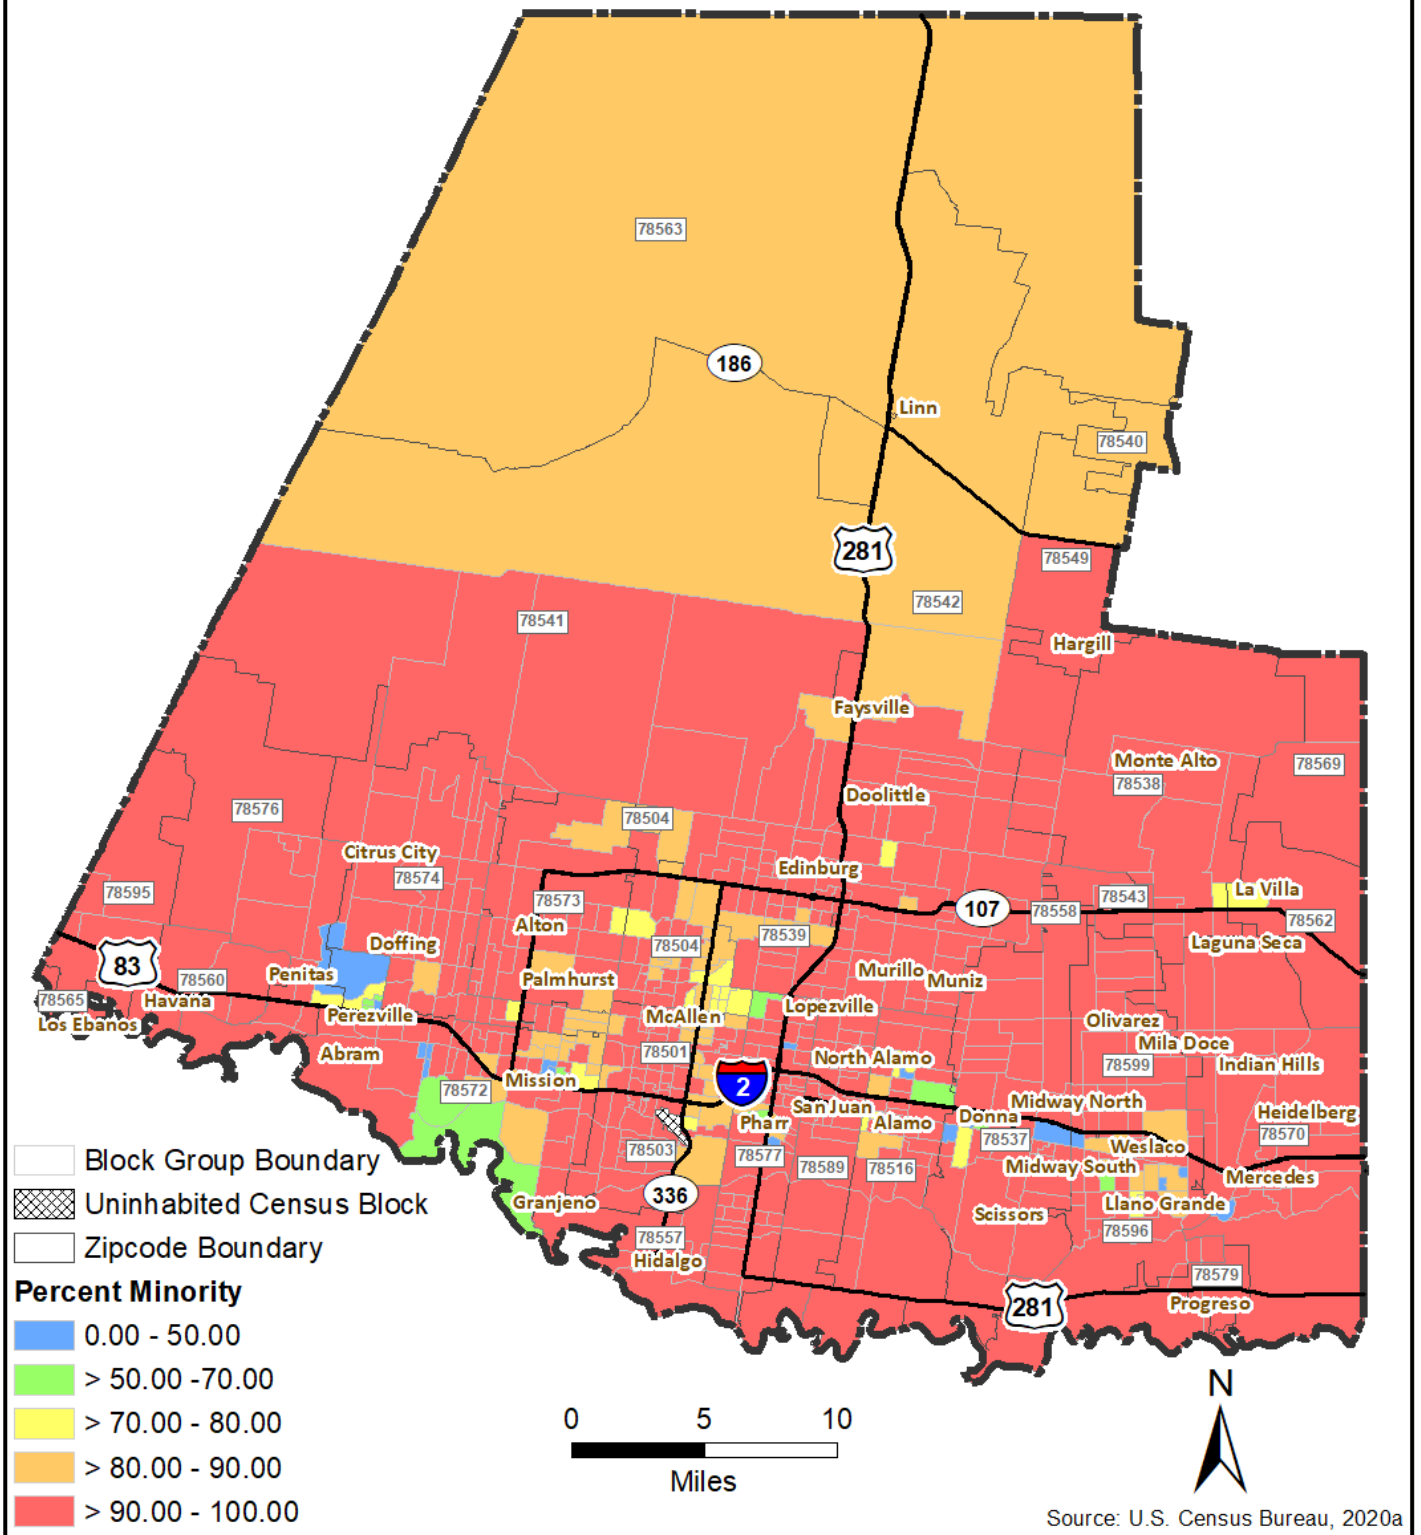 78563
186
Linn
78540
281
78549
78542
78541
Hargill
Faysville
Monte Alto
78569
78538
Doolittle
78576
78504
Citrus City
Edinburg
78574
78595
La Villa
78573
78543
107
78558
78562
Alton
Doffing
78504
78539
Laguna Seca
83
Penitas
78560
Palmhurst
Murillo
Muniz
78565
Havana
Perezville
McAllen
Lopezville
Los Ebanos
Olivarez
Mila Doce
Abram
78501
North Alamo
78599
Indian Hills
78572
Mission
2
San Juan
Midway North
Donna
Heidelberg
Pharr
Alamo
78570
78537
Weslaco
78503
78577
78589
78516
Midway South
Mercedes
336
Granjeno
Llano Grande
Scissors
78557
78596
Hidalgo
78579
281
Progreso
Block Group Boundary
Uninhabited Census Block
Zipcode Boundary
Percent Minority
0.00 - 50.00
> 50.00 -70.00
> 70.00 - 80.00
> 80.00 - 90.00
> 90.00 - 100.00
0 5 10
Miles
N
Source: U.S. Census Bureau, 2020a